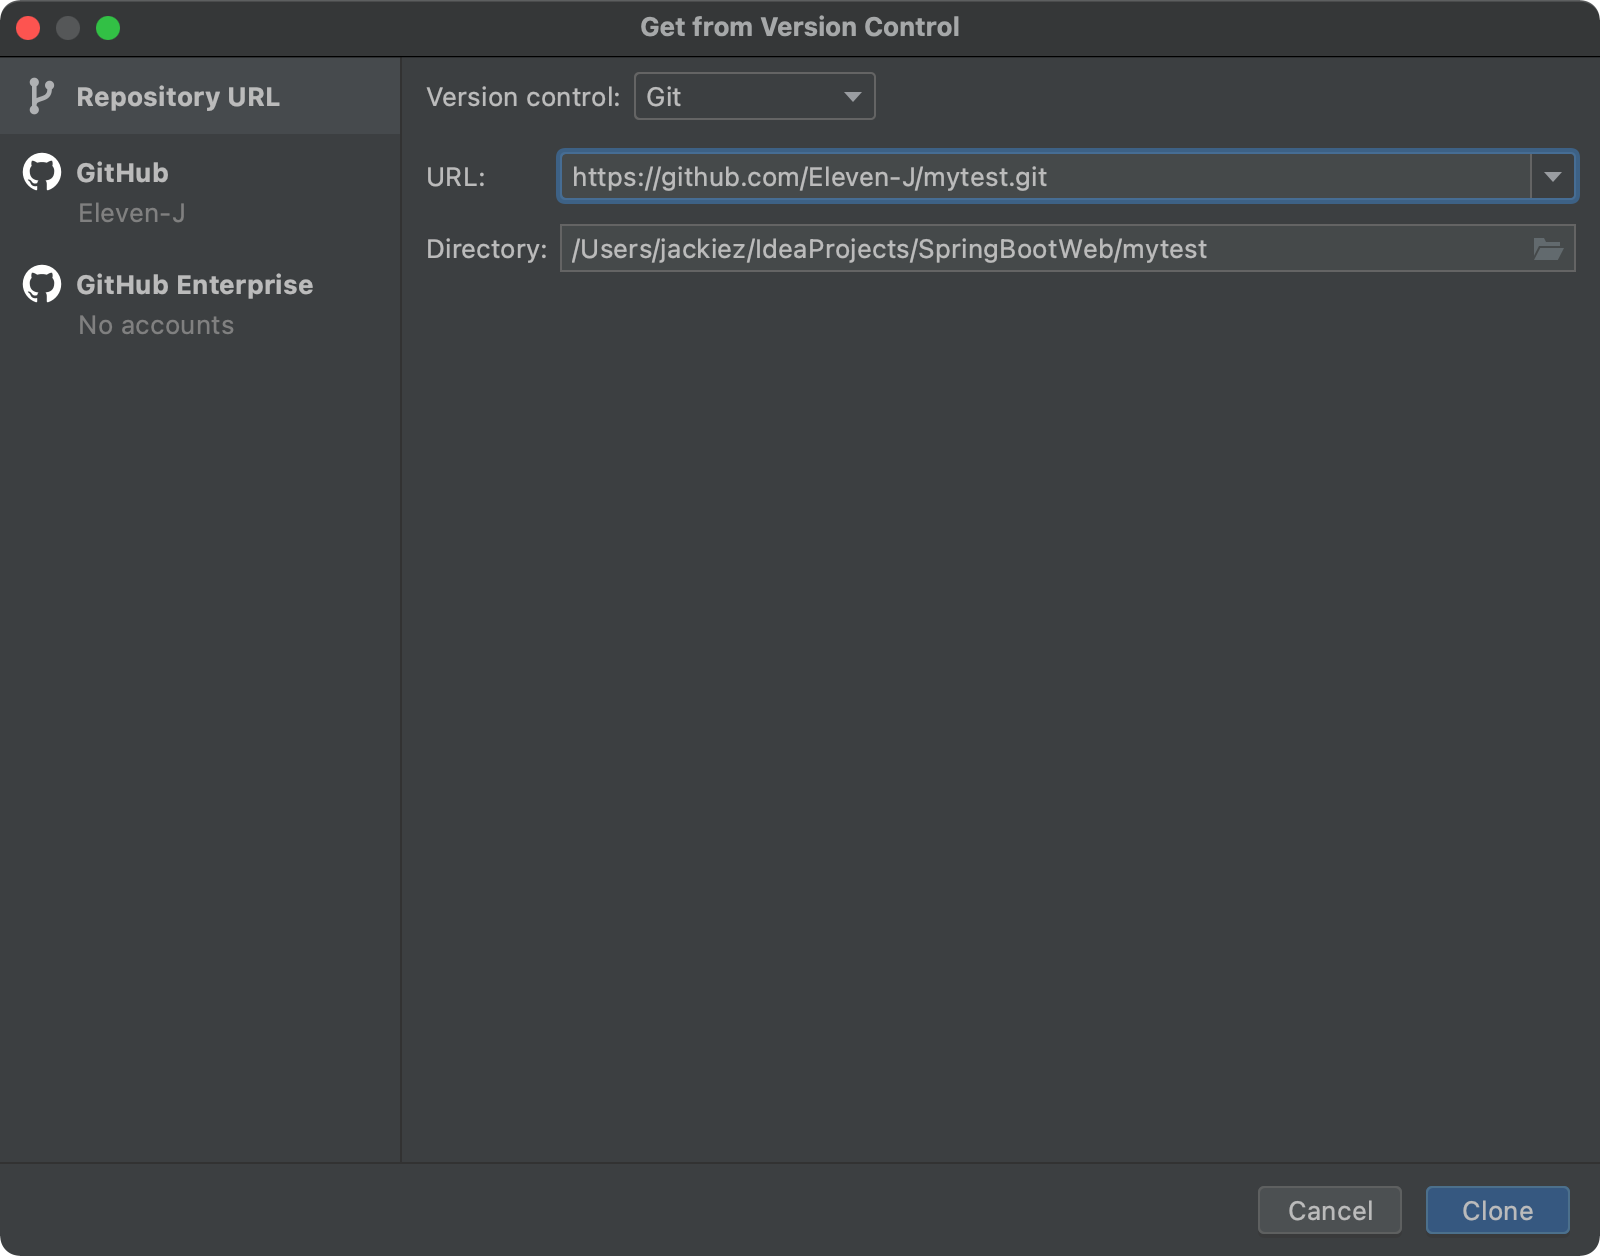 Get from Version Control
Repository URL
GitHub
Eleven-J
GitHub Enterprise
No accounts
Version control: Git
URL: https://github.com/Eleven-J/mytest.git
Directory: /Users/jackiez/IdeaProjects/SpringBootWeb/mytest
Cancel Clone